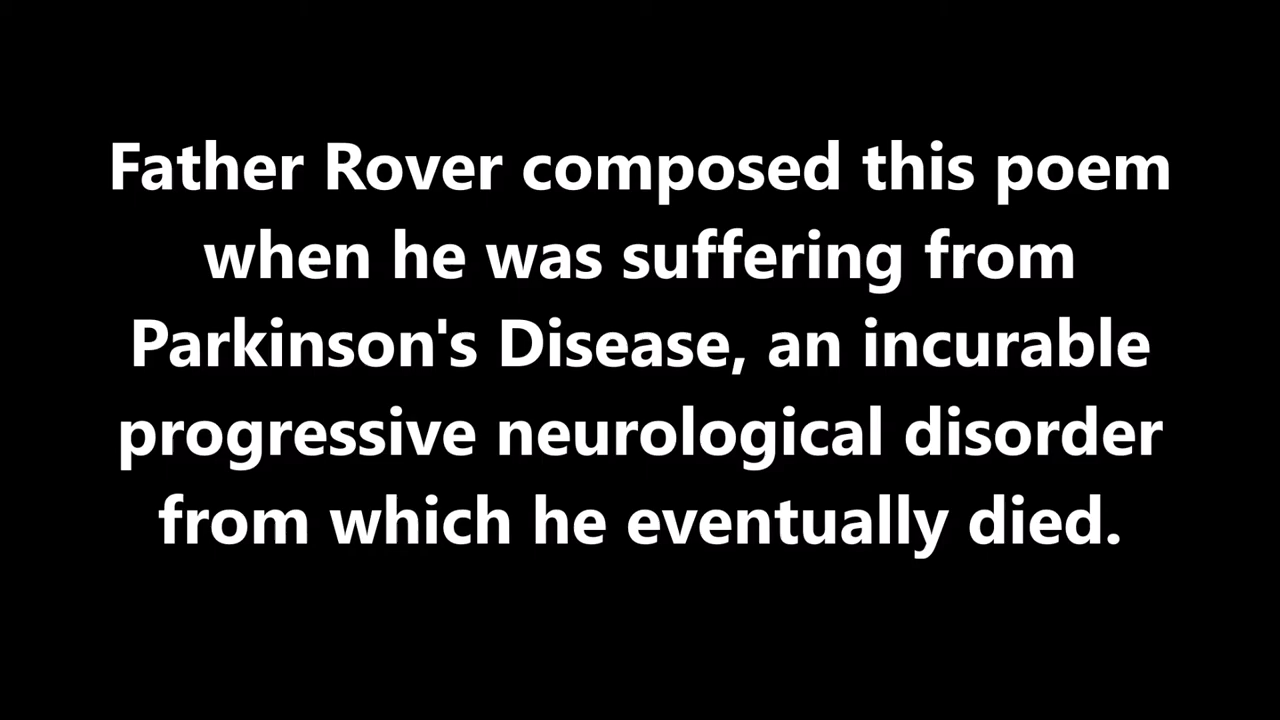 Father Rover composed this poem
when he was suffering from
Parkinson's Disease, an incurable
progressive neurological disorder
from which he eventually died.